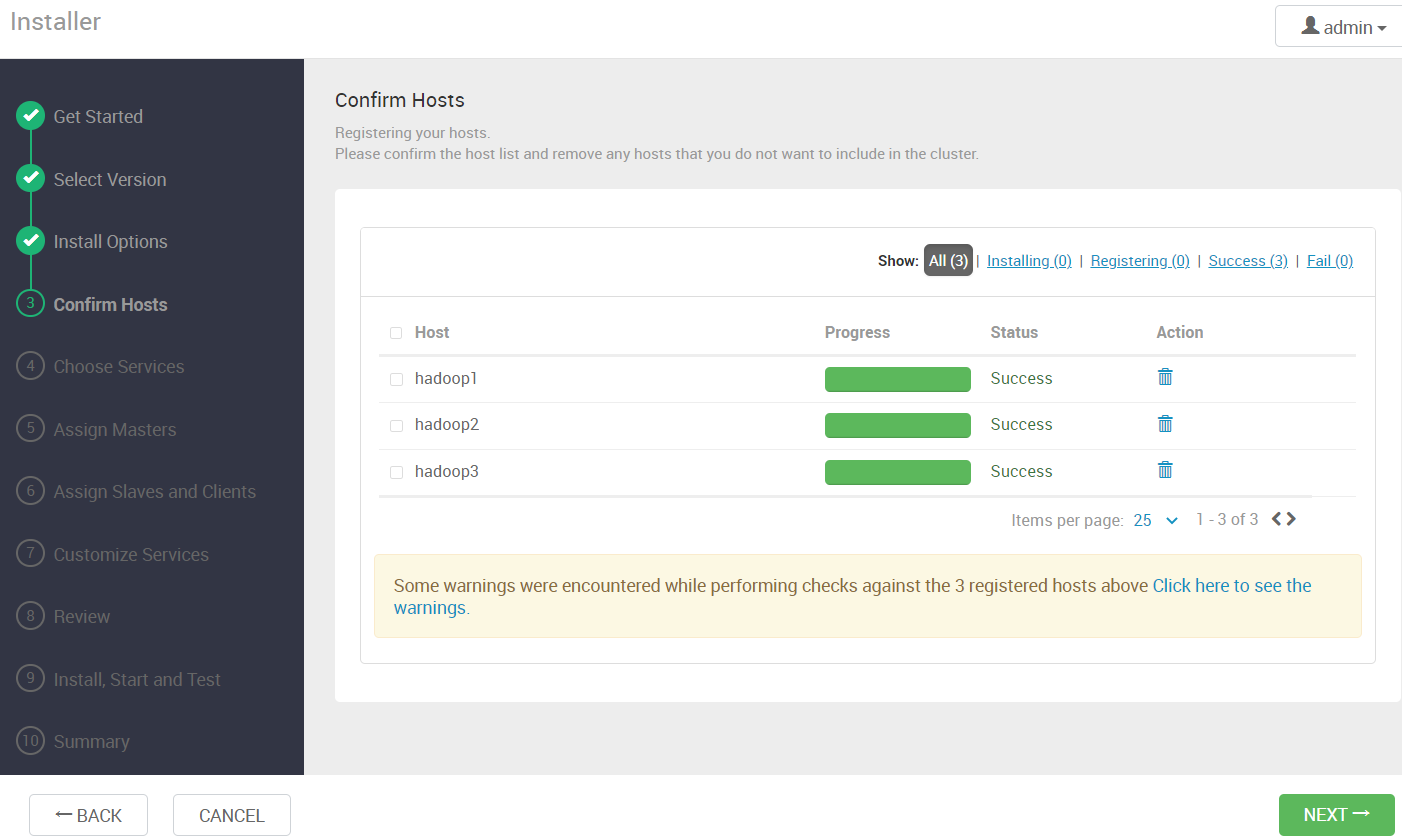 Installer
admin
Get Started
Select Version
Install Options
3 Confirm Hosts
4 Choose Services
5 Assign Masters
6 Assign Slaves and Clients
7 Customize Services
8 Review
9 Install, Start and Test
10 Summary
Confirm Hosts
Registering your hosts.
Please confirm the host list and remove any hosts that you do not want to include in the cluster.
Show: All (3) | Installing (0) | Registering (0) | Success (3) | Fail (0)
Host Progress Status Action
hadoop1 Success
hadoop2 Success
hadoop3 Success
Items per page: 25 1 - 3 of 3
Some warnings were encountered while performing checks against the 3 registered hosts above Click here to see the
warnings.
← BACK CANCEL NEXT →